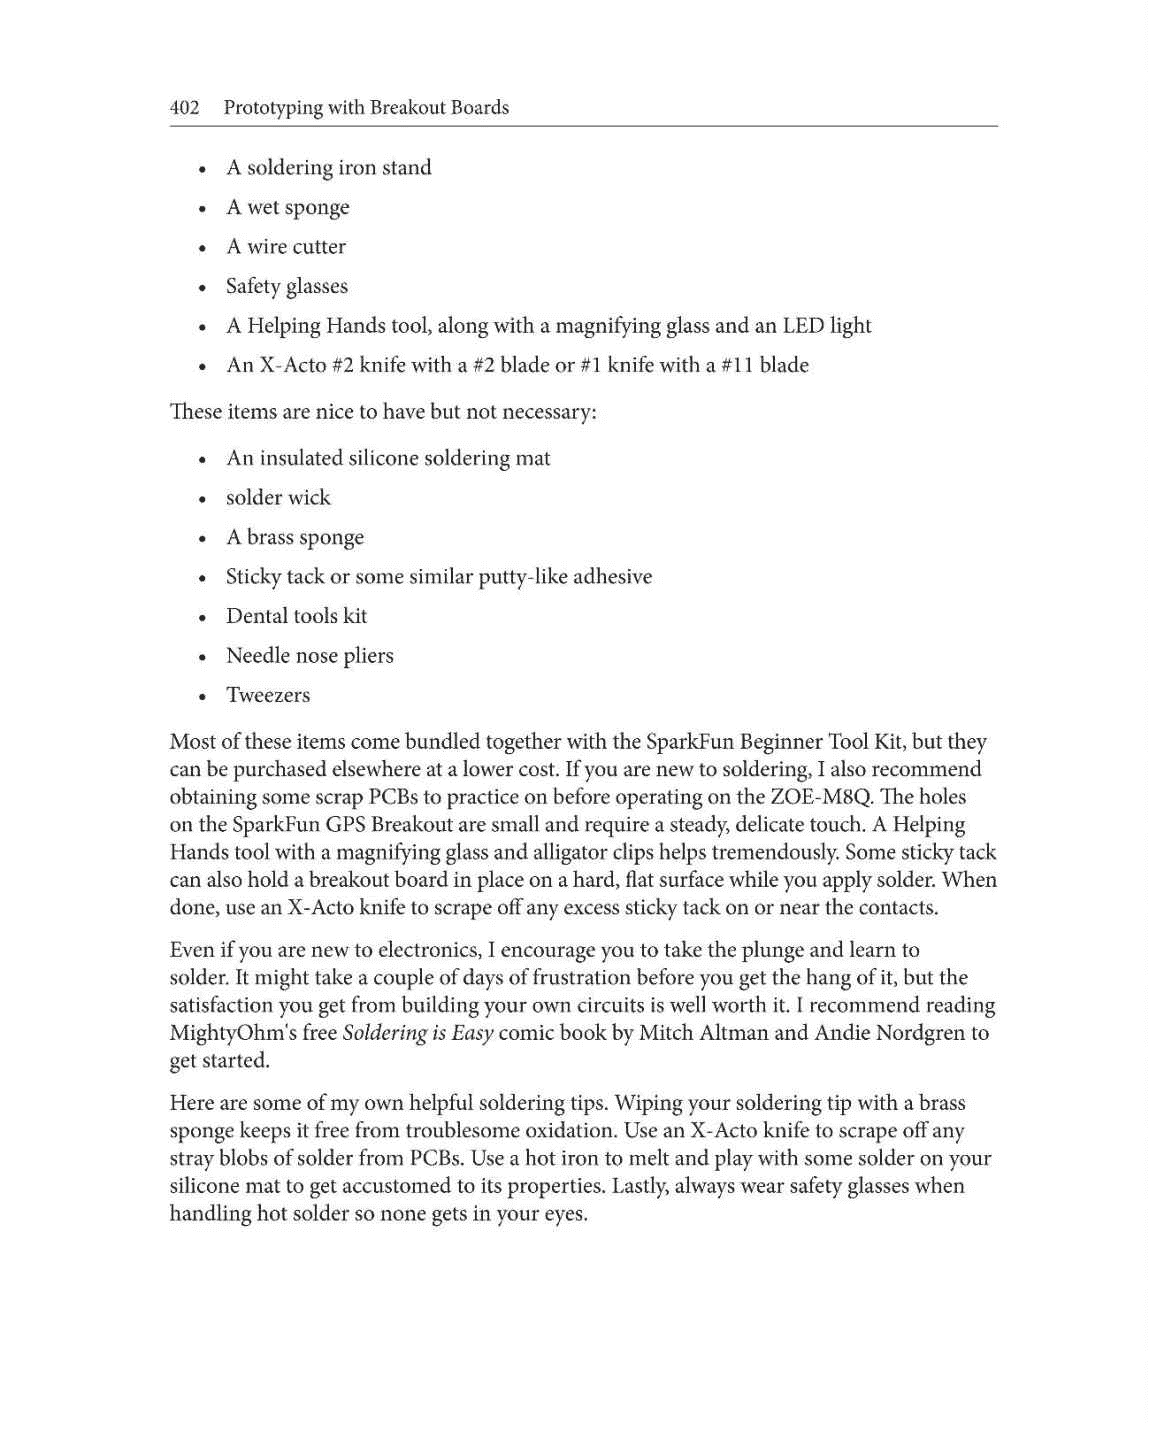 402 Prototyping with Breakout Boards
• A soldering iron stand
• A wet sponge
• A wire cutter
• Safety glasses
• A Helping Hands tool, along with a magnifying glass and an LED light
• An X-Acto #2 knife with a #2 blade or #1 knife with a #11 blade
These items are nice to have but not necessary:
• An insulated silicone soldering mat
• solder wick
• A brass sponge
• Sticky tack or some similar putty-like adhesive
• Dental tools kit
• Needle nose pliers
• Tweezers
Most of these items come bundled together with the SparkFun Beginner Tool Kit, but they
can be purchased elsewhere at a lower cost. If you are new to soldering, I also recommend
obtaining some scrap PCBs to practice on before operating on the ZOE-M8Q. The holes
on the SparkFun GPS Breakout are small and require a steady, delicate touch. A Helping
Hands tool with a magnifying glass and alligator clips helps tremendously. Some sticky tack
can also hold a breakout board in place on a hard, flat surface while you apply solder. When
done, use an X-Acto knife to scrape off any excess sticky tack on or near the contacts.
Even if you are new to electronics, I encourage you to take the plunge and learn to
solder. It might take a couple of days of frustration before you get the hang of it, but the
satisfaction you get from building your own circuits is well worth it. I recommend reading
MightyOhm's free Soldering is Easy comic book by Mitch Altman and Andie Nordgren to
get started.
Here are some of my own helpful soldering tips. Wiping your soldering tip with a brass
sponge keeps it free from troublesome oxidation. Use an X-Acto knife to scrape off any
stray blobs of solder from PCBs. Use a hot iron to melt and play with some solder on your
silicone mat to get accustomed to its properties. Lastly, always wear safety glasses when
handling hot solder so none gets in your eyes.